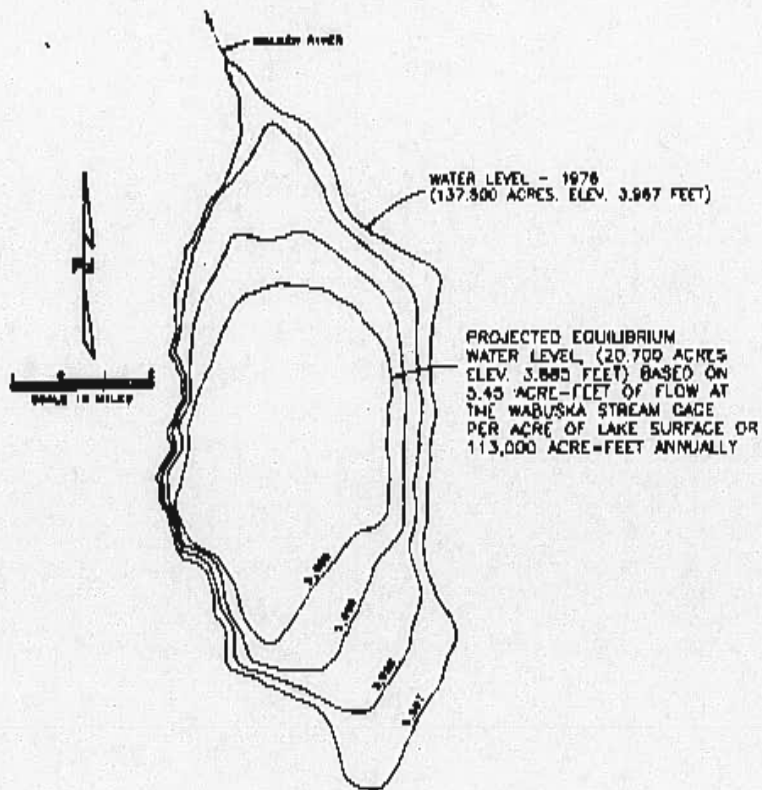 WALKER RIVER
WATER LEVEL - 1976
(137,500 ACRES, ELEV. 3,967 FEET)
PROJECTED EQUILIBRIUM
WATER LEVEL, (20,700 ACRES
ELEV. 3,885 FEET) BASED ON
5.45 ACRE-FEET OF FLOW AT
THE WABUSKA STREAM GAGE
PER ACRE OF LAKE SURFACE OR
113,000 ACRE-FEET ANNUALLY
SCALE IN MILES
3,967